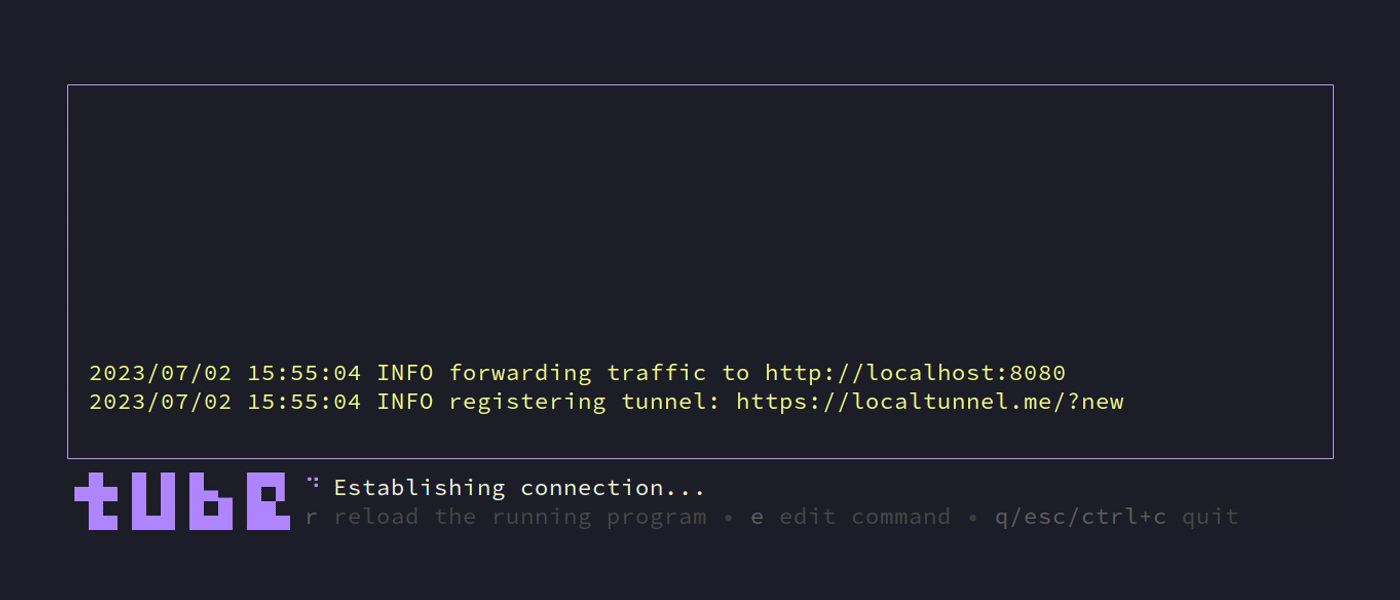 2023/07/02 15:55:04 INFO forwarding traffic to http://localhost:8080
2023/07/02 15:55:04 INFO registering tunnel: https://localtunnel.me/?new
tube
Establishing connection...
r reload the running program • e edit command • q/esc/ctrl+c quit